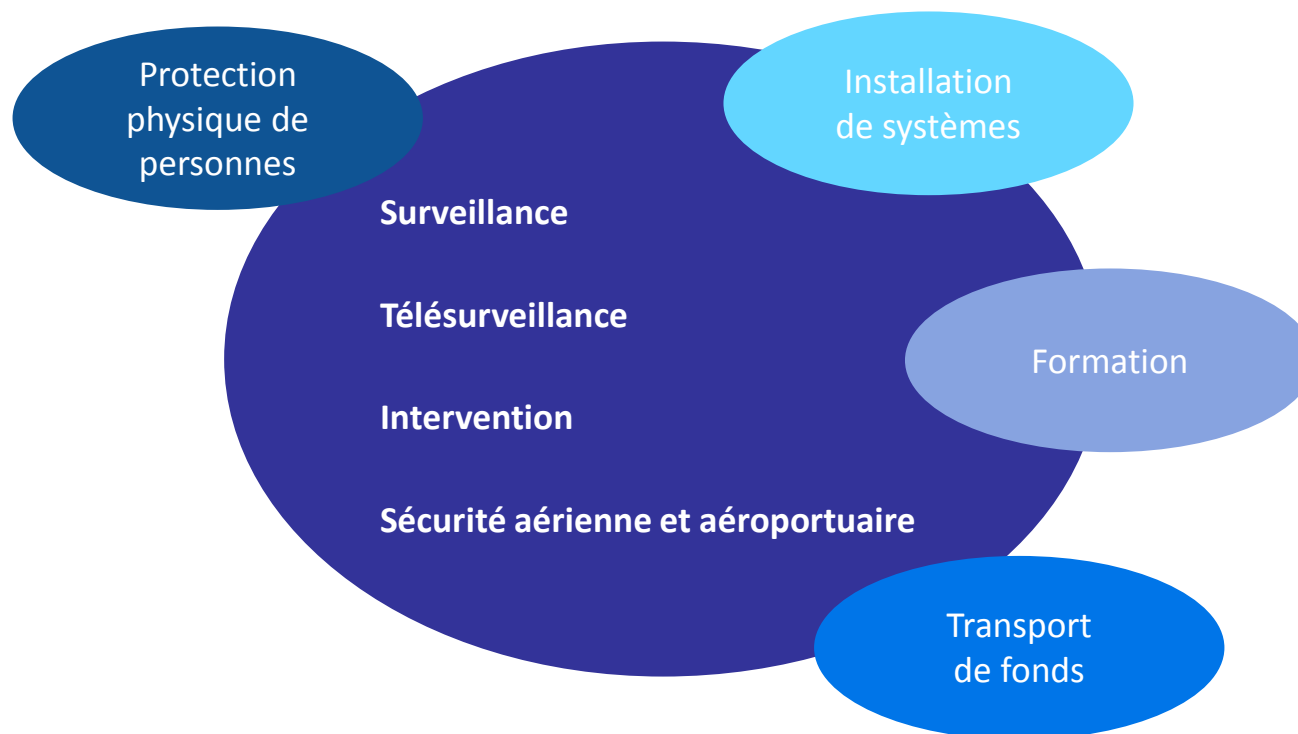 Protection
physique de
personnes
Installation
de systèmes
Surveillance
Télésurveillance
Formation
Intervention
Sécurité aérienne et aéroportuaire
Transport
de fonds